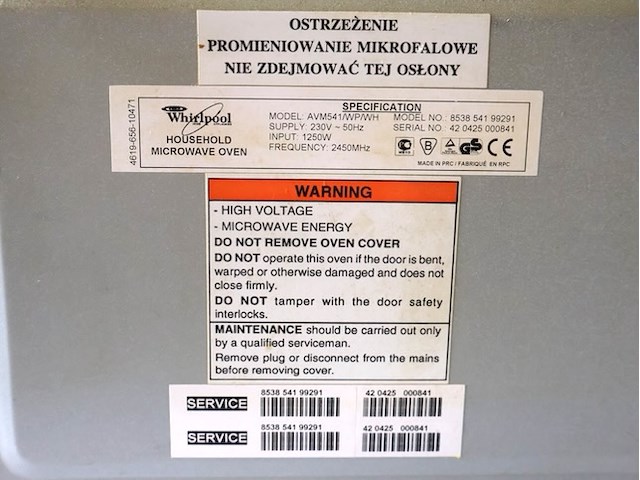 OSTRZEŻENIE
PROMIENIOWANIE MIKROFALOWE
NIE ZDEJMOWAĆ TEJ OSŁONY
4619-656-10471
Whirlpool
HOUSEHOLD
MICROWAVE OVEN
SPECIFICATION
MODEL: AVM541/WP/WH MODEL NO : 8538 541 99291
SUPPLY: 230V ~ 50Hz SERIAL NO : 42 0425 000841
INPUT: 1250W
FREQUENCY: 2450MHz
B GS CE
MADE IN PRC / FABRIQUÉ EN RPC
WARNING
- HIGH VOLTAGE
- MICROWAVE ENERGY
DO NOT REMOVE OVEN COVER
DO NOT operate this oven if the door is bent,
warped or otherwise damaged and does not
close firmly.
DO NOT tamper with the door safety
interlocks.
MAINTENANCE should be carried out only
by a qualified serviceman.
Remove plug or disconnect from the mains
before removing cover.
SERVICE 8538 541 99291 42 0425 000841
SERVICE 8538 541 99291 42 0425 000841